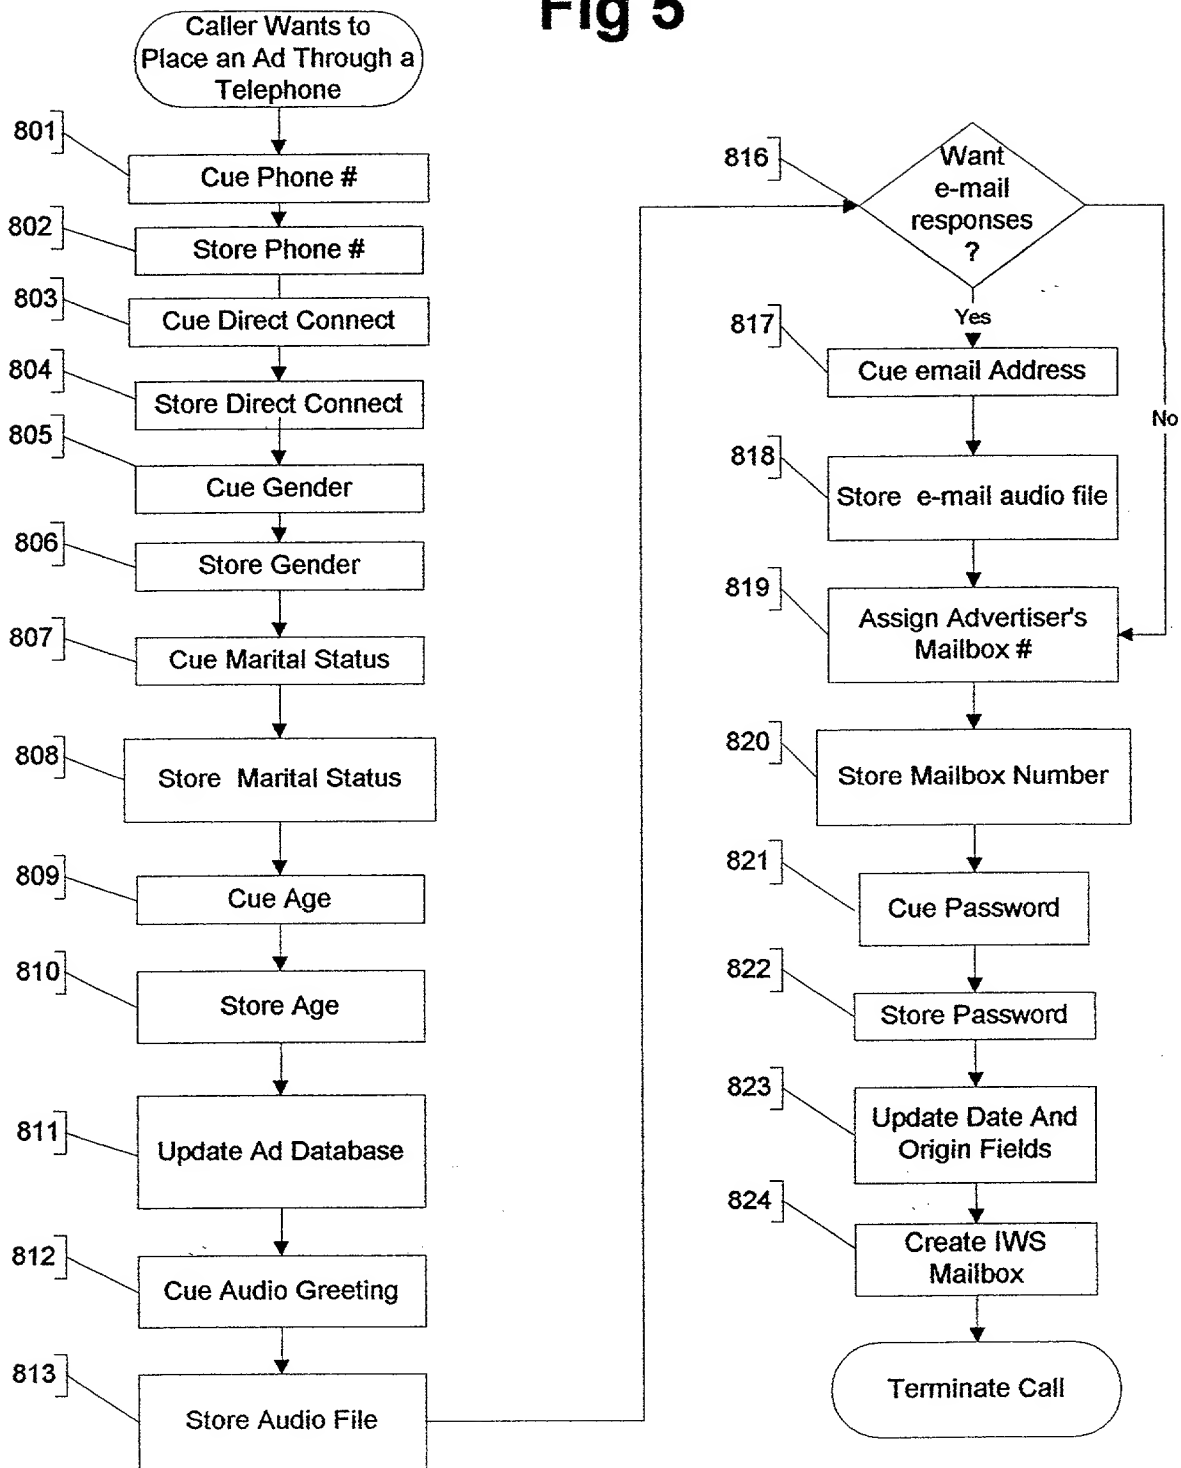 Fig 5
Caller Wants to
Place an Ad Through a
Telephone
801
Cue Phone #
802
Store Phone #
803
Cue Direct Connect
804
Store Direct Connect
805
Cue Gender
806
Store Gender
807
Cue Marital Status
808
Store Marital Status
809
Cue Age
810
Store Age
811
Update Ad Database
812
Cue Audio Greeting
813
Store Audio File
816
Want
e-mail
responses
?
Yes
No
817
Cue email Address
818
Store e-mail audio file
819
Assign Advertiser's
Mailbox #
820
Store Mailbox Number
821
Cue Password
822
Store Password
823
Update Date And
Origin Fields
824
Create IWS
Mailbox
Terminate Call